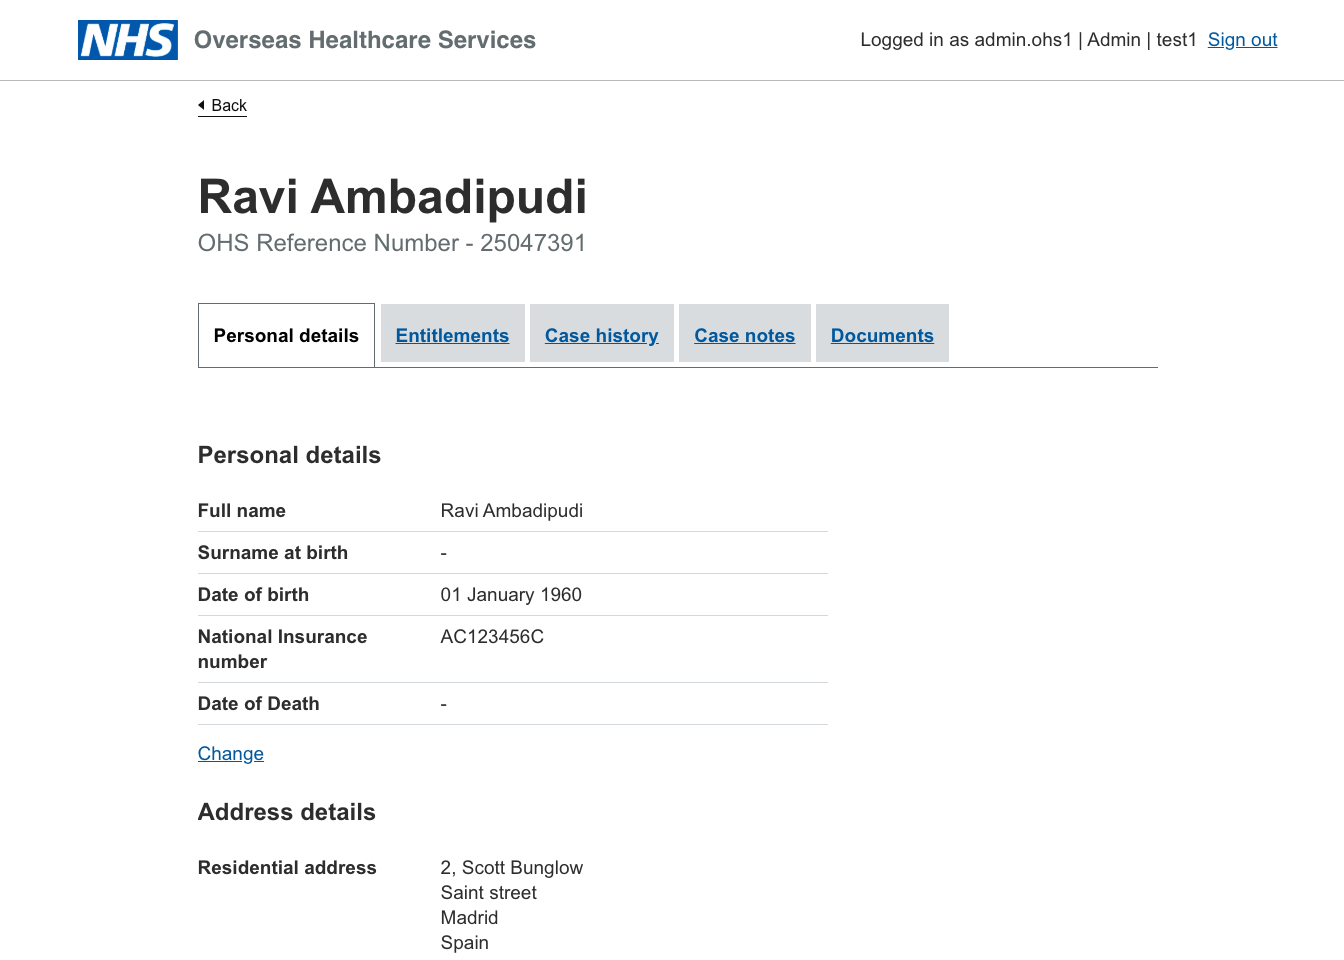 NHS Overseas Healthcare Services
Logged in as admin.ohs1 | Admin | test1 Sign out
Back
Ravi Ambadipudi
OHS Reference Number - 25047391
Personal details Entitlements Case history Case notes Documents
Personal details
Full name Ravi Ambadipudi
Surname at birth -
Date of birth 01 January 1960
National Insurance AC123456C
number
Date of Death -
Change
Address details
Residential address 2, Scott Bunglow
Saint street
Madrid
Spain